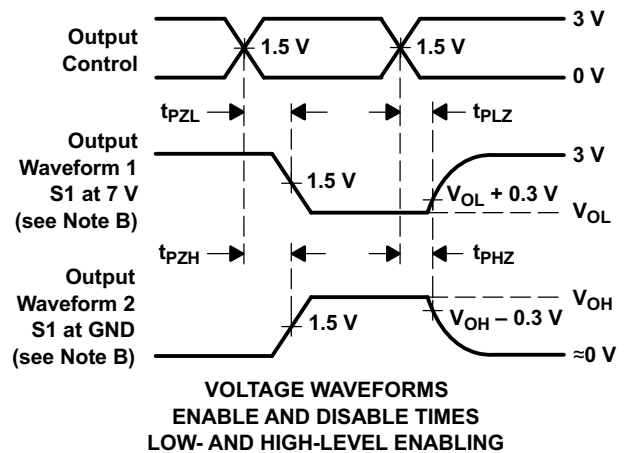 3 V
Output
Control
1.5 V
1.5 V
0 V
tPZL
tPLZ
Output
Waveform 1
S1 at 7 V
(see Note B)
3 V
1.5 V
VOL + 0.3 V
VOL
tPZH
tPHZ
Output
Waveform 2
S1 at GND
(see Note B)
VOH
1.5 V
VOH – 0.3 V
≈0 V
VOLTAGE WAVEFORMS
ENABLE AND DISABLE TIMES
LOW- AND HIGH-LEVEL ENABLING